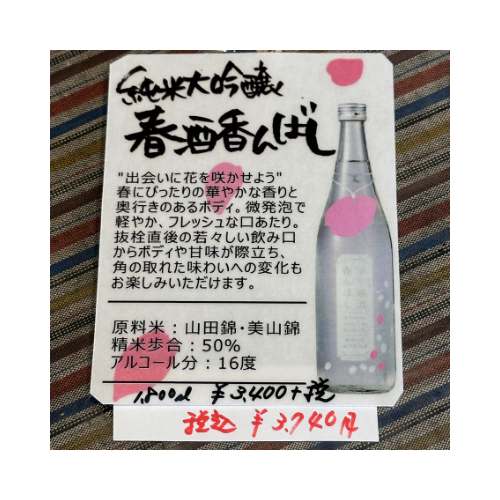 純米大吟醸
春酒香んばし
"出会いに花を咲かせよう"
春にぴったりの華やかな香りと
奥行きのあるボディ。微発泡で
軽やか、フレッシュな口あたり。
抜栓直後の若々しい飲み口
からボディや甘味が際立ち、
角の取れた味わいへの変化も
お楽しみいただけます。
原料米：山田錦・美山錦
精米歩合：50%
アルコール分：16度
1,800ml ¥3,400+税
税込 ¥3,740円